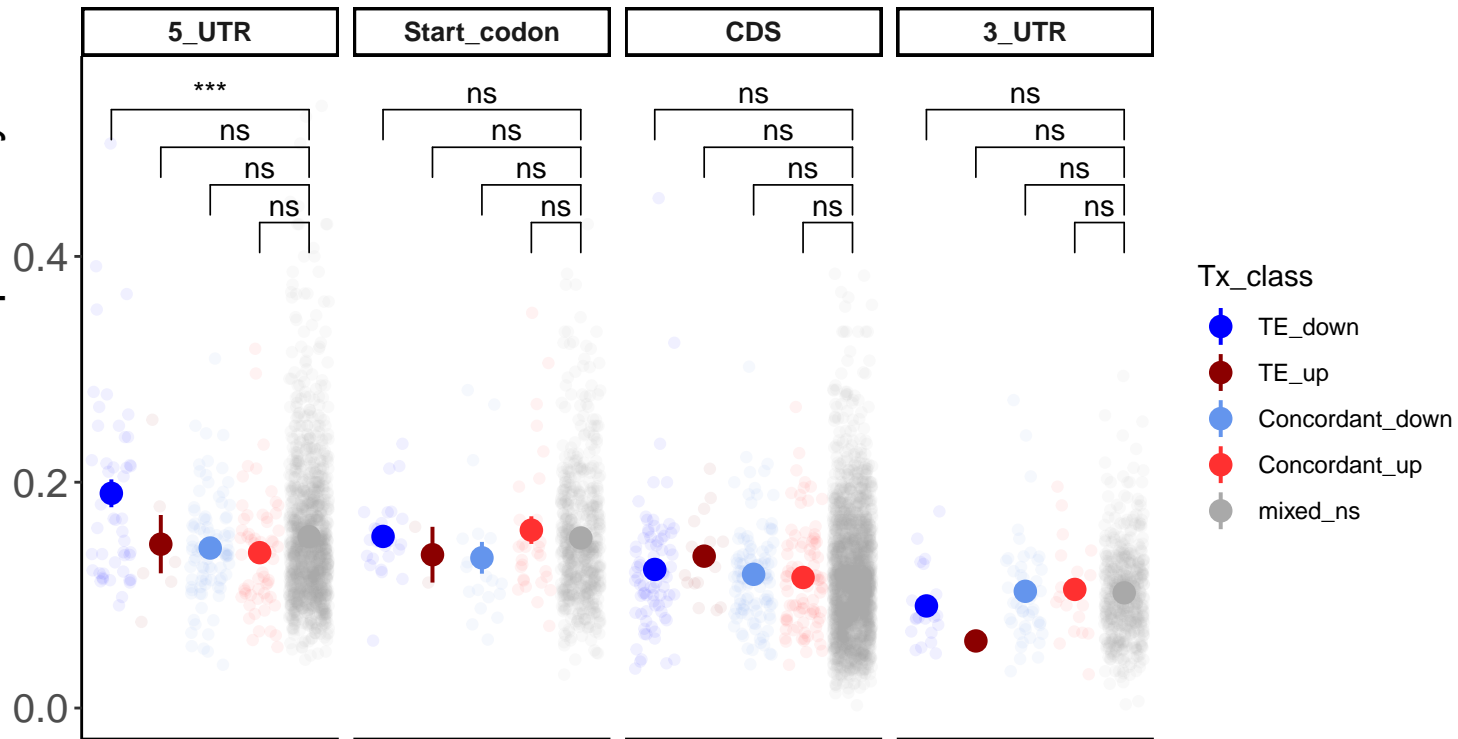 5_UTR Start_codon CDS 3_UTR
*** ns ns ns
ns ns ns ns
ns ns ns ns
ns ns ns ns
0.4
0.2
0.0
Tx_class
TE_down
TE_up
Concordant_down
Concordant_up
mixed_ns